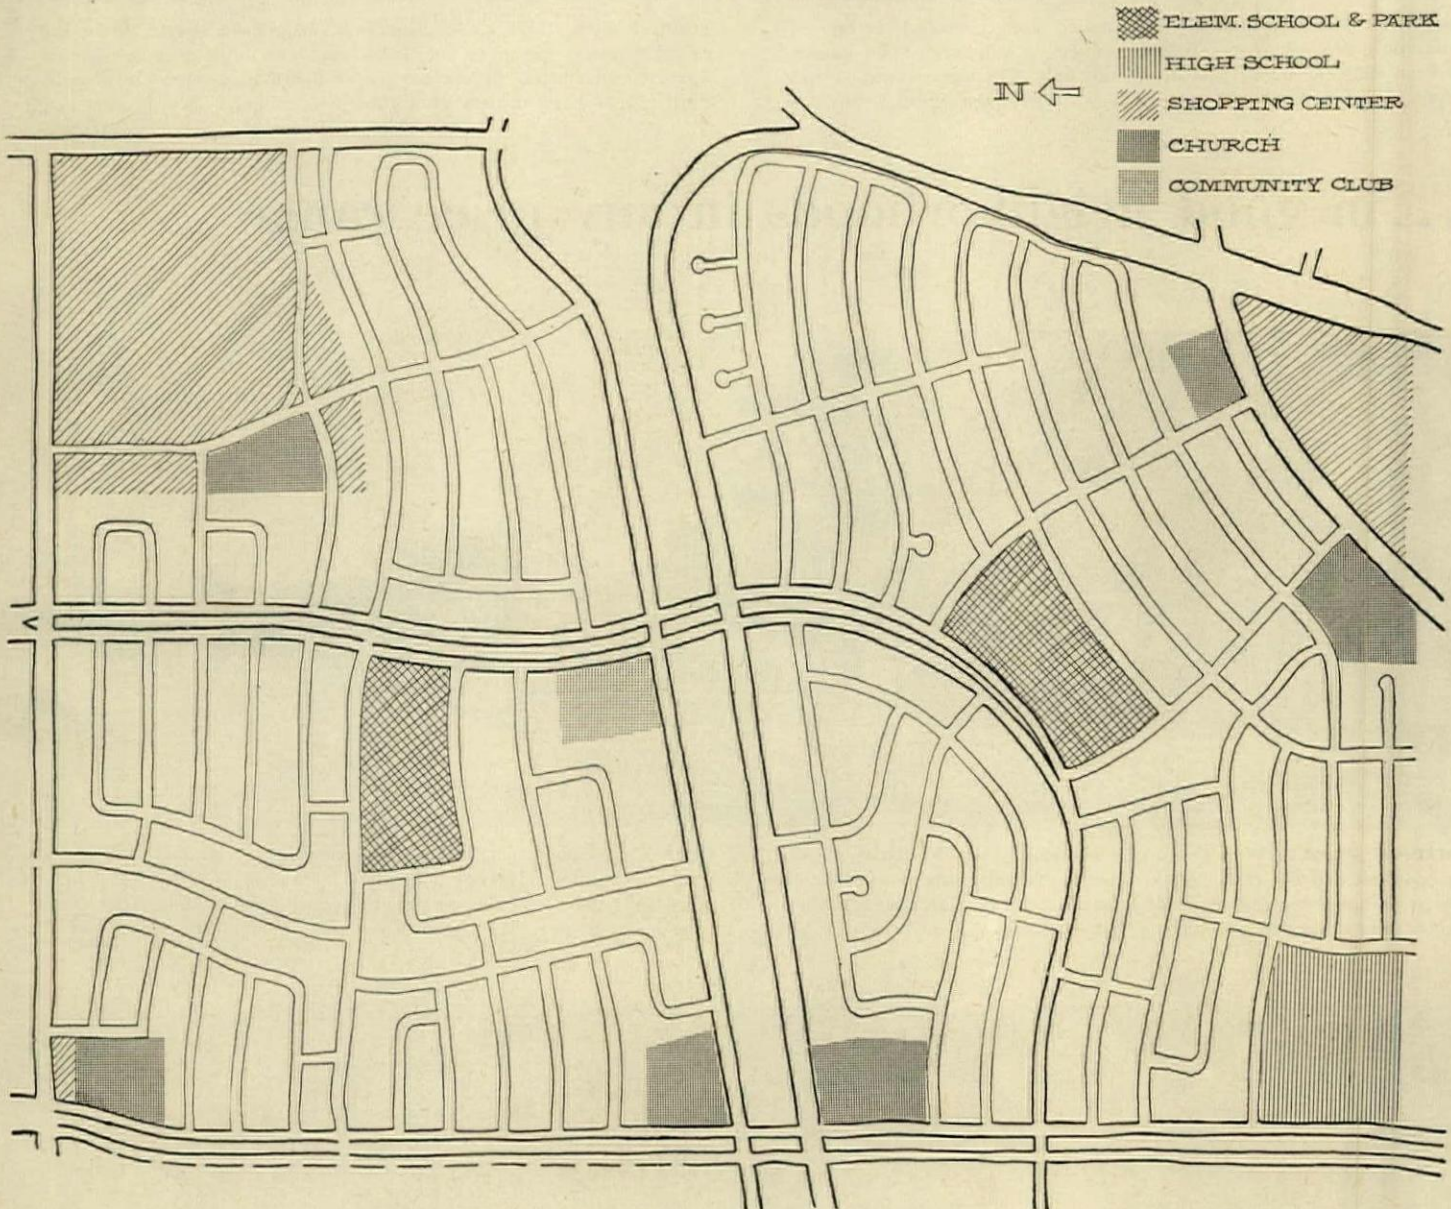 ELEM. SCHOOL & PARK
HIGH SCHOOL
N
SHOPPING CENTER
CHURCH
COMMUNITY CLUB